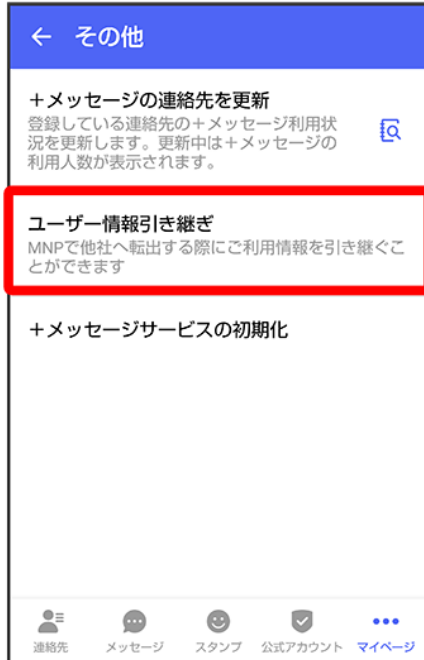 ← その他
＋メッセージの連絡先を更新
登録している連絡先の＋メッセージ利用状
況を更新します。更新中は＋メッセージの
利用人数が表示されます。
ユーザー情報引き継ぎ
MNPで他社へ転出する際にご利用情報を引き継ぐこ
とができます
＋メッセージサービスの初期化
連絡先 メッセージ スタンプ 公式アカウント マイページ